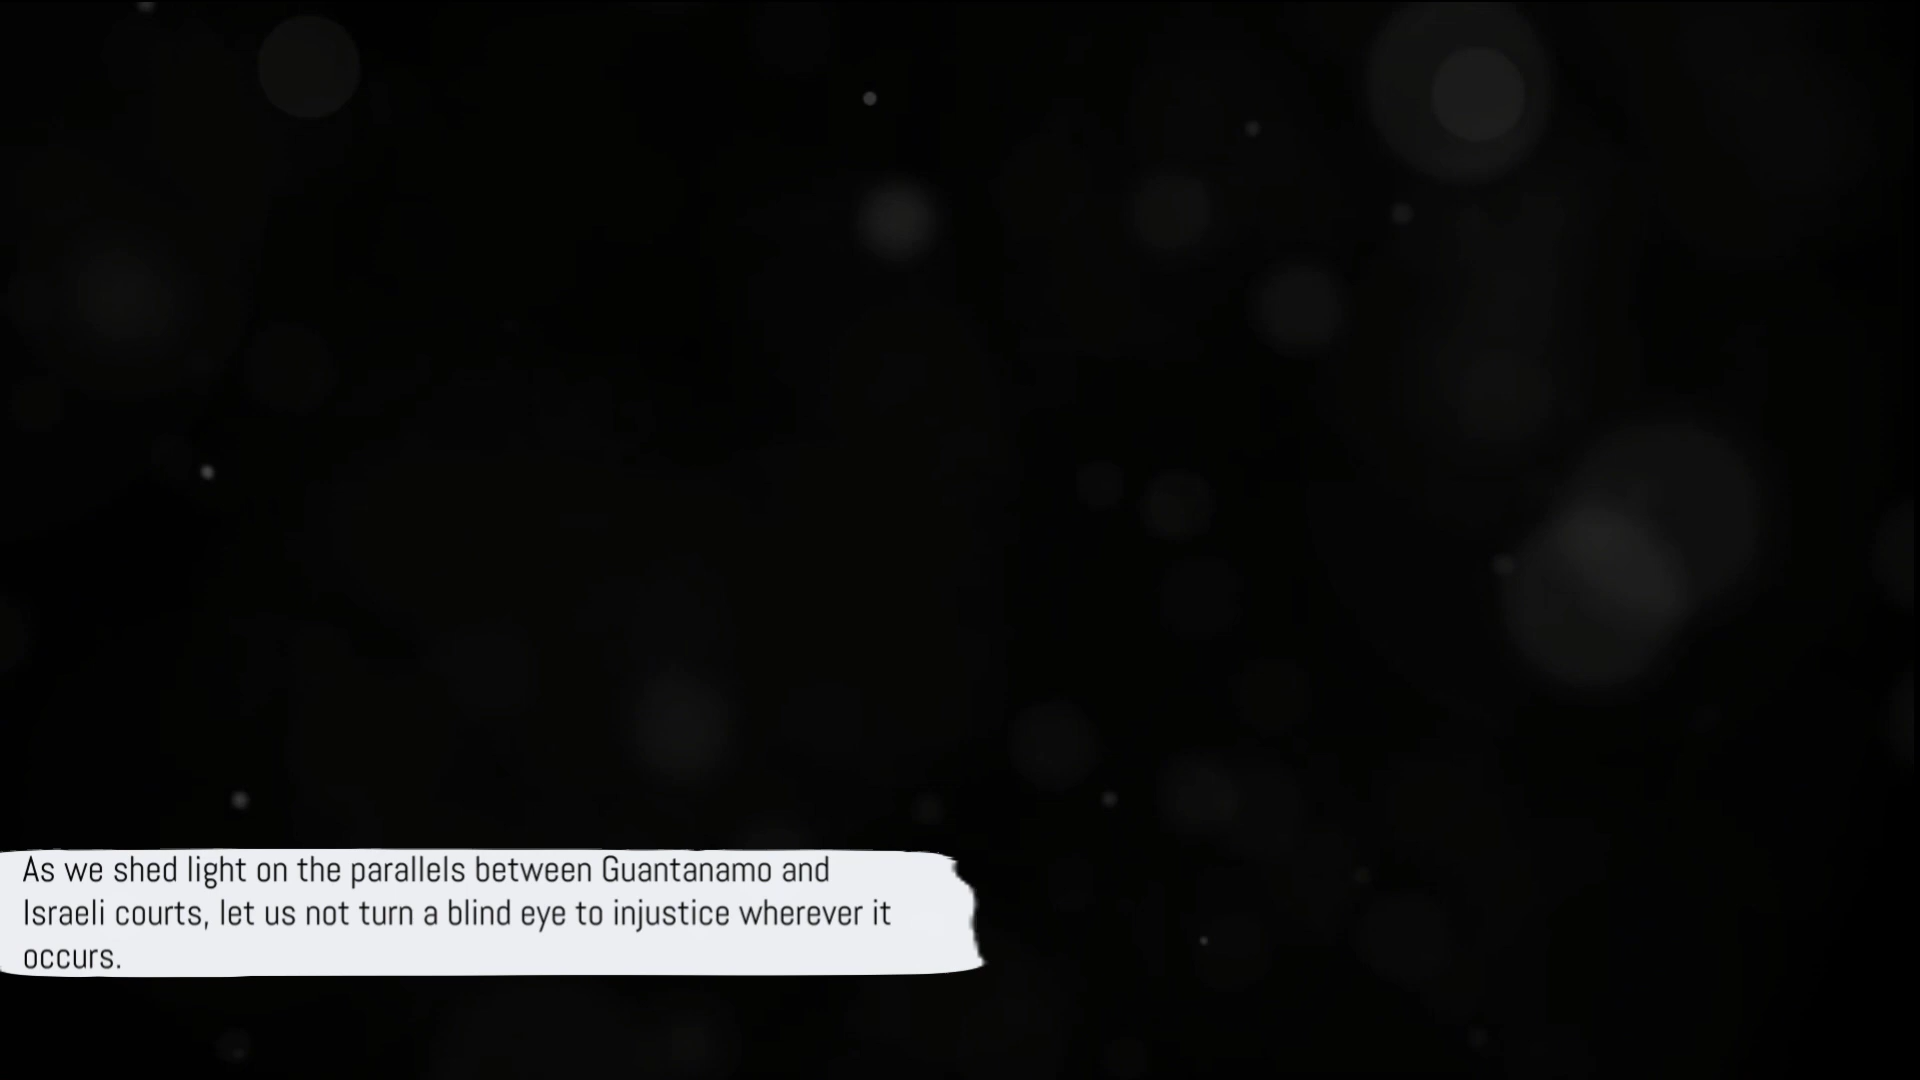 As we shed light on the parallels between Guantanamo and
Israeli courts, let us not turn a blind eye to injustice wherever it
occurs.